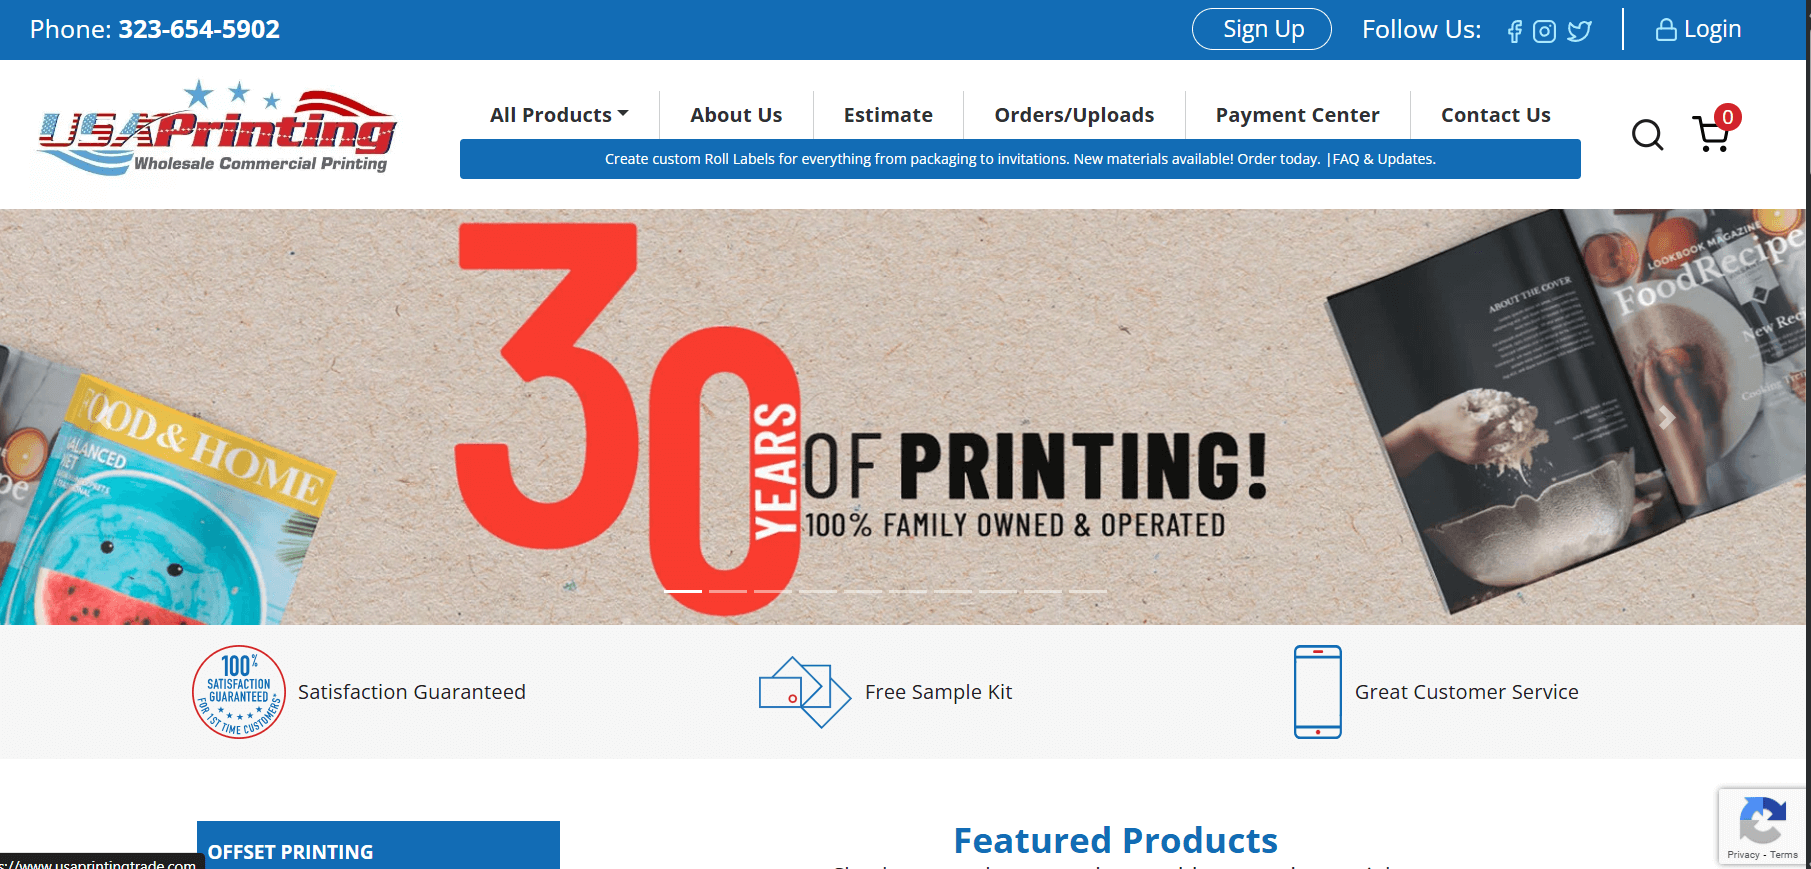 Phone: 323-654-5902
Sign Up
Follow Us:
Login
USAPrinting
Wholesale Commercial Printing
All Products
About Us
Estimate
Orders/Uploads
Payment Center
Contact Us
0
Create custom Roll Labels for everything from packaging to invitations. New materials available! Order today. |FAQ & Updates.
30
YEARS
OF PRINTING!
100% FAMILY OWNED & OPERATED
FOOD & HOME
ABOUT THE COVER
LOOKBOOK MAGAZINE
FoodRecipe
100%
SATISFACTION
GUARANTEED
FOR 1ST TIME CUSTOMERS
Satisfaction Guaranteed
Free Sample Kit
Great Customer Service
OFFSET PRINTING
Featured Products
s://www.usaprintingtrade.com
Privacy - Terms